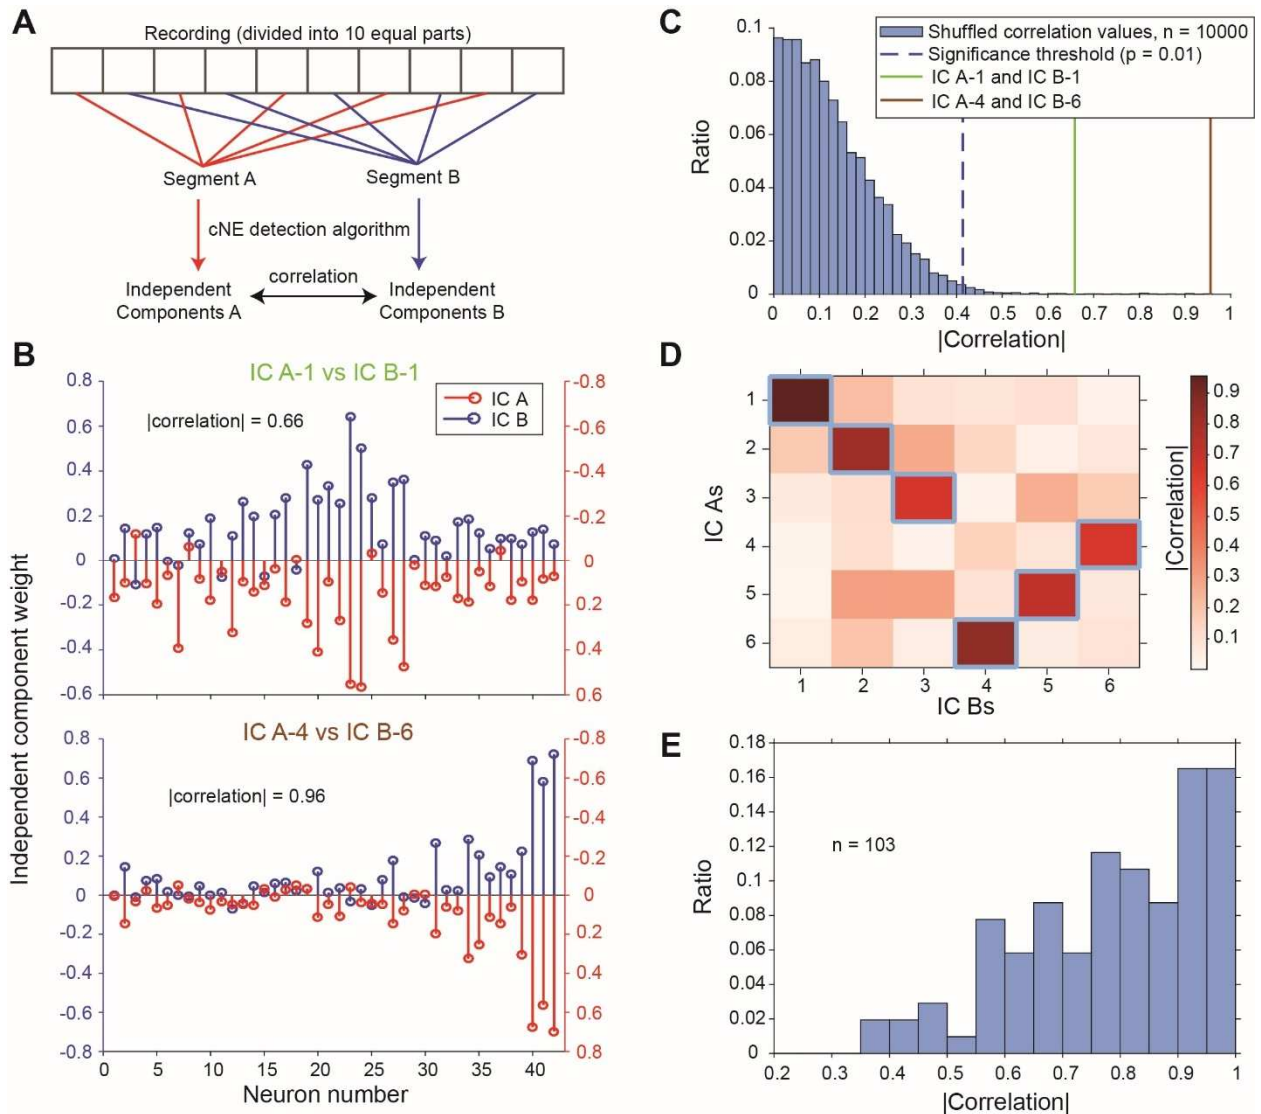 A
Recording (divided into 10 equal parts)
Segment A
Segment B
cNE detection algorithm
correlation
Independent
Components A
Independent
Components B
B
IC A-1 vs IC B-1
|correlation| = 0.66
IC A
IC B
0.8
0.6
0.4
0.2
0
-0.2
-0.4
-0.6
-0.8
-0.6
-0.4
-0.2
0
0.2
0.4
0.6
Independent component weight
IC A-4 vs IC B-6
|correlation| = 0.96
0.8
0.6
0.4
0.2
0
-0.2
-0.4
-0.6
-0.8
-0.8
-0.6
-0.4
-0.2
0
0.2
0.4
0.6
0.8
0 5 10 15 20 25 30 35 40
Neuron number
C
Shuffled correlation values, n = 10000
Significance threshold (p = 0.01)
IC A-1 and IC B-1
IC A-4 and IC B-6
0.1
0.08
0.06
0.04
0.02
0
Ratio
0 0.1 0.2 0.3 0.4 0.5 0.6 0.7 0.8 0.9 1
|Correlation|
D
IC As
1
2
3
4
5
6
1 2 3 4 5 6
IC Bs
0.9
0.8
0.7
0.6
0.5
0.4
0.3
0.2
0.1
|Correlation|
E
n = 103
0.18
0.16
0.14
0.12
0.1
0.08
0.06
0.04
0.02
0
Ratio
0.2 0.3 0.4 0.5 0.6 0.7 0.8 0.9 1
|Correlation|